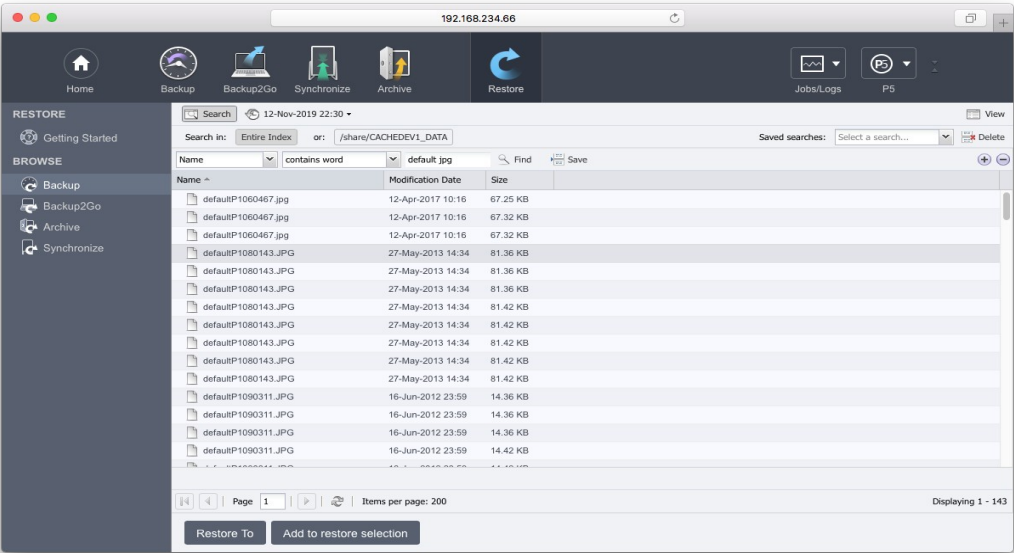 192.168.234.66
Home Backup Backup2Go Synchronize Archive Restore Jobs/Logs P5 P5
RESTORE
Getting Started
BROWSE
Backup
Backup2Go
Archive
Synchronize
Search 12-Nov-2019 22:30 View
Search in: Entire Index or: /share/CACHEDEV1_DATA Saved searches: Select a search... Delete
Name contains word default jpg Find Save
Name Modification Date Size
defaultP1060467.jpg 12-Apr-2017 10:16 67.25 KB
defaultP1060467.jpg 12-Apr-2017 10:16 67.32 KB
defaultP1060467.jpg 12-Apr-2017 10:16 67.32 KB
defaultP1080143.JPG 27-May-2013 14:34 81.36 KB
defaultP1080143.JPG 27-May-2013 14:34 81.36 KB
defaultP1080143.JPG 27-May-2013 14:34 81.36 KB
defaultP1080143.JPG 27-May-2013 14:34 81.42 KB
defaultP1080143.JPG 27-May-2013 14:34 81.42 KB
defaultP1080143.JPG 27-May-2013 14:34 81.42 KB
defaultP1080143.JPG 27-May-2013 14:34 81.42 KB
defaultP1080143.JPG 27-May-2013 14:34 81.42 KB
defaultP1090311.JPG 16-Jun-2012 23:59 14.36 KB
defaultP1090311.JPG 16-Jun-2012 23:59 14.36 KB
defaultP1090311.JPG 16-Jun-2012 23:59 14.36 KB
defaultP1090311.JPG 16-Jun-2012 23:59 14.42 KB
Page 1 Items per page: 200 Displaying 1 - 143
Restore To Add to restore selection